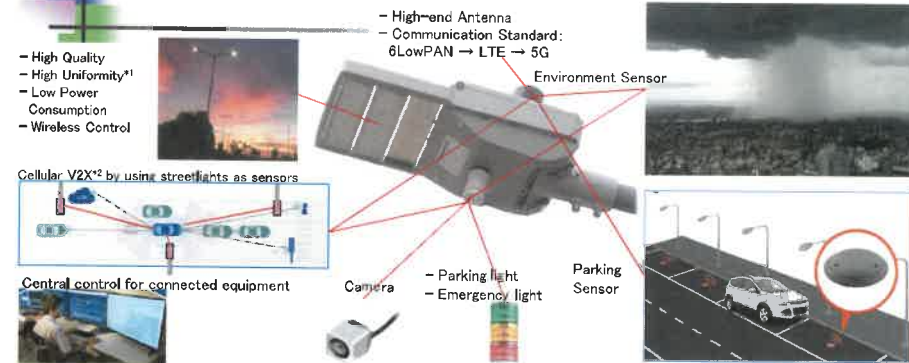 - High Quality
- High Uniformity*1
- Low Power
Consumption
- Wireless Control
- High-end Antenna
- Communication Standard:
6LowPAN → LTE → 5G
Environment Sensor
Cellular V2X*2 by using streetlights as sensors
Central control for connected equipment
Camera
- Parking light
- Emergency light
Parking
Sensor